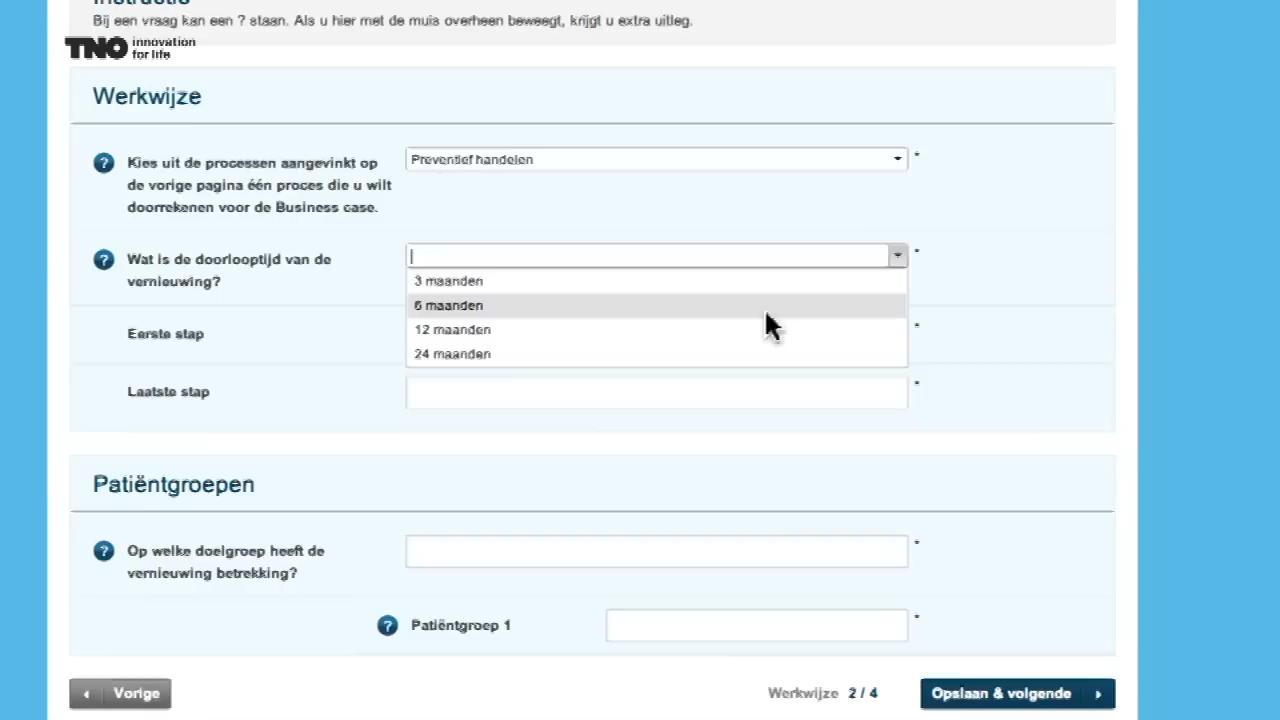 Instructie
Bij een vraag kan een ? staan. Als u hier met de muis overheen beweegt, krijgt u extra uitleg.
TNO innovation
for life
Werkwijze
? Kies uit de processen aangevinkt op
de vorige pagina één proces die u wilt
doorrekenen voor de Business case.
Preventief handelen *
? Wat is de doorlooptijd van de
vernieuwing?
*
3 maanden
6 maanden
12 maanden
24 maanden
Eerste stap *
Laatste stap *
Patiëntgroepen
? Op welke doelgroep heeft de
vernieuwing betrekking?
*
? Patiëntgroep 1 *
Vorige
Werkwijze 2 / 4
Opslaan & volgende